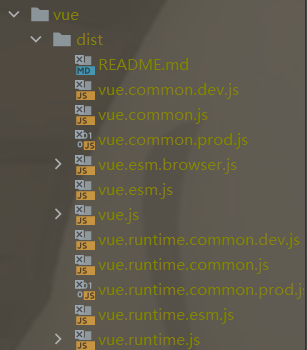 vue
dist
README.md
vue.common.dev.js
vue.common.js
vue.common.prod.js
vue.esm.browser.js
vue.esm.js
vue.js
vue.runtime.common.dev.js
vue.runtime.common.js
vue.runtime.common.prod.j
vue.runtime.esm.js
vue.runtime.js